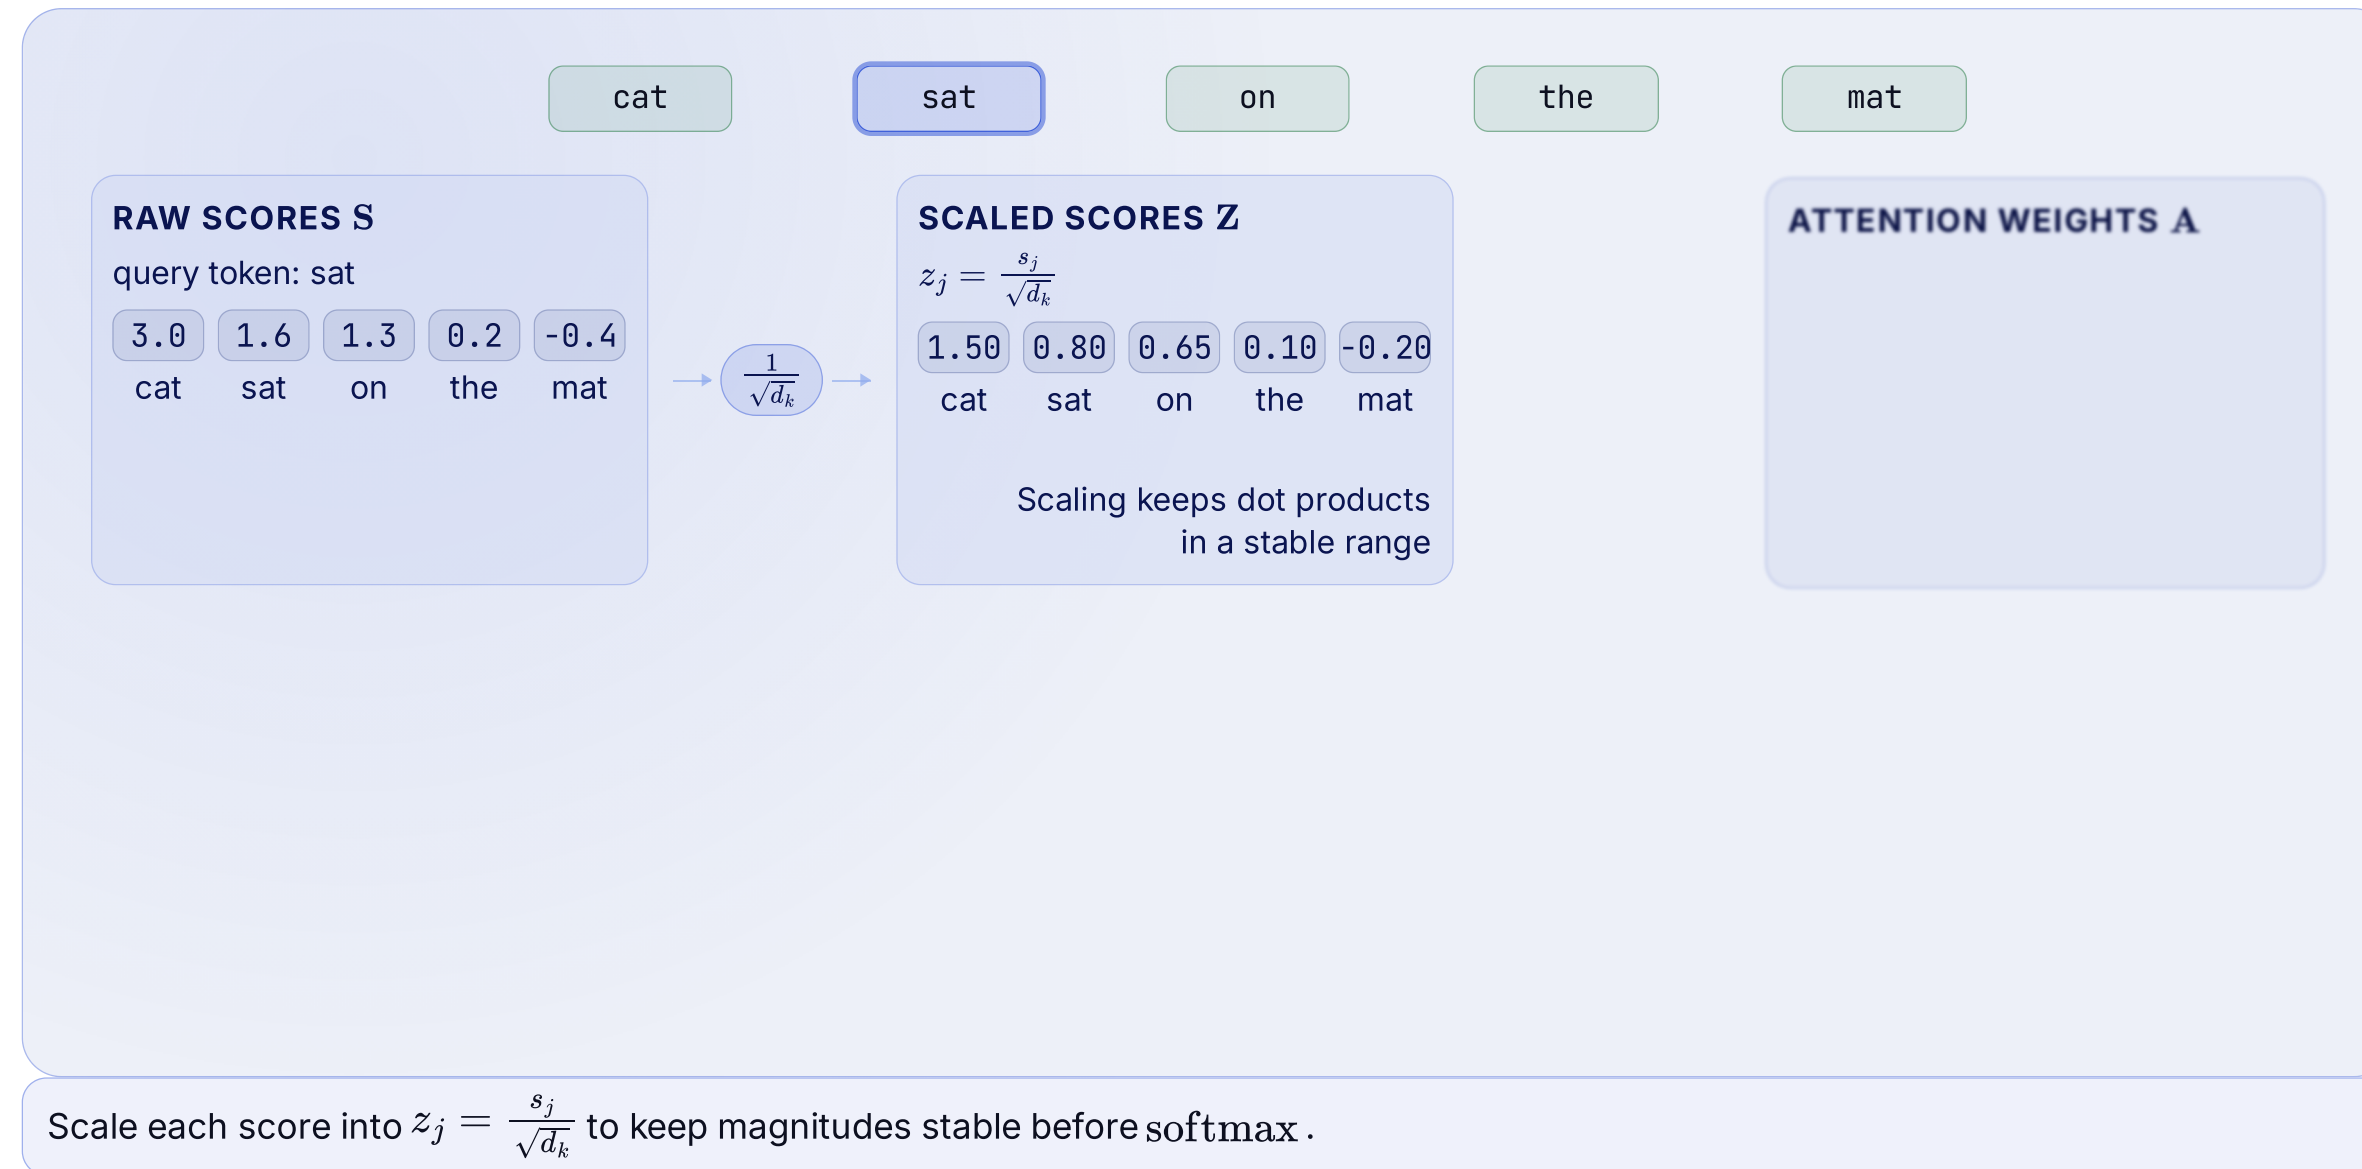 cat sat on the mat
RAW SCORES S
query token: sat
3.0 1.6 1.3 0.2 -0.4
cat sat on the mat
1/√d_k
SCALED SCORES Z
z_j = s_j/√d_k
1.50 0.80 0.65 0.10 -0.20
cat sat on the mat
Scaling keeps dot products
in a stable range
ATTENTION WEIGHTS A
Scale each score into z_j = s_j/√d_k to keep magnitudes stable before softmax.